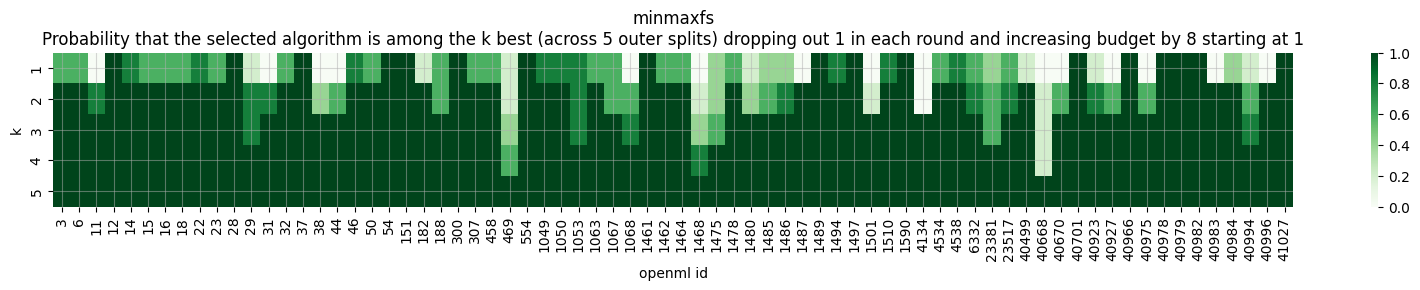 minmaxfs
Probability that the selected algorithm is among the k best (across 5 outer splits) dropping out 1 in each round and increasing budget by 8 starting at 1
k
1
2
3
4
5
3 6 11 12 14 15 16 18 22 23 28 29 31 32 37 38 44 46 50 54 151 182 188 300 307 458 469 554 1049 1050 1053 1063 1067 1068 1461 1462 1464 1468 1475 1478 1480 1485 1486 1487 1489 1494 1497 1501 1510 1590 4134 4534 4538 6332 23381 23517 40499 40668 40670 40701 40923 40927 40966 40975 40978 40979 40982 40983 40984 40994 40996 41027
openml id
1.0
0.8
0.6
0.4
0.2
0.0